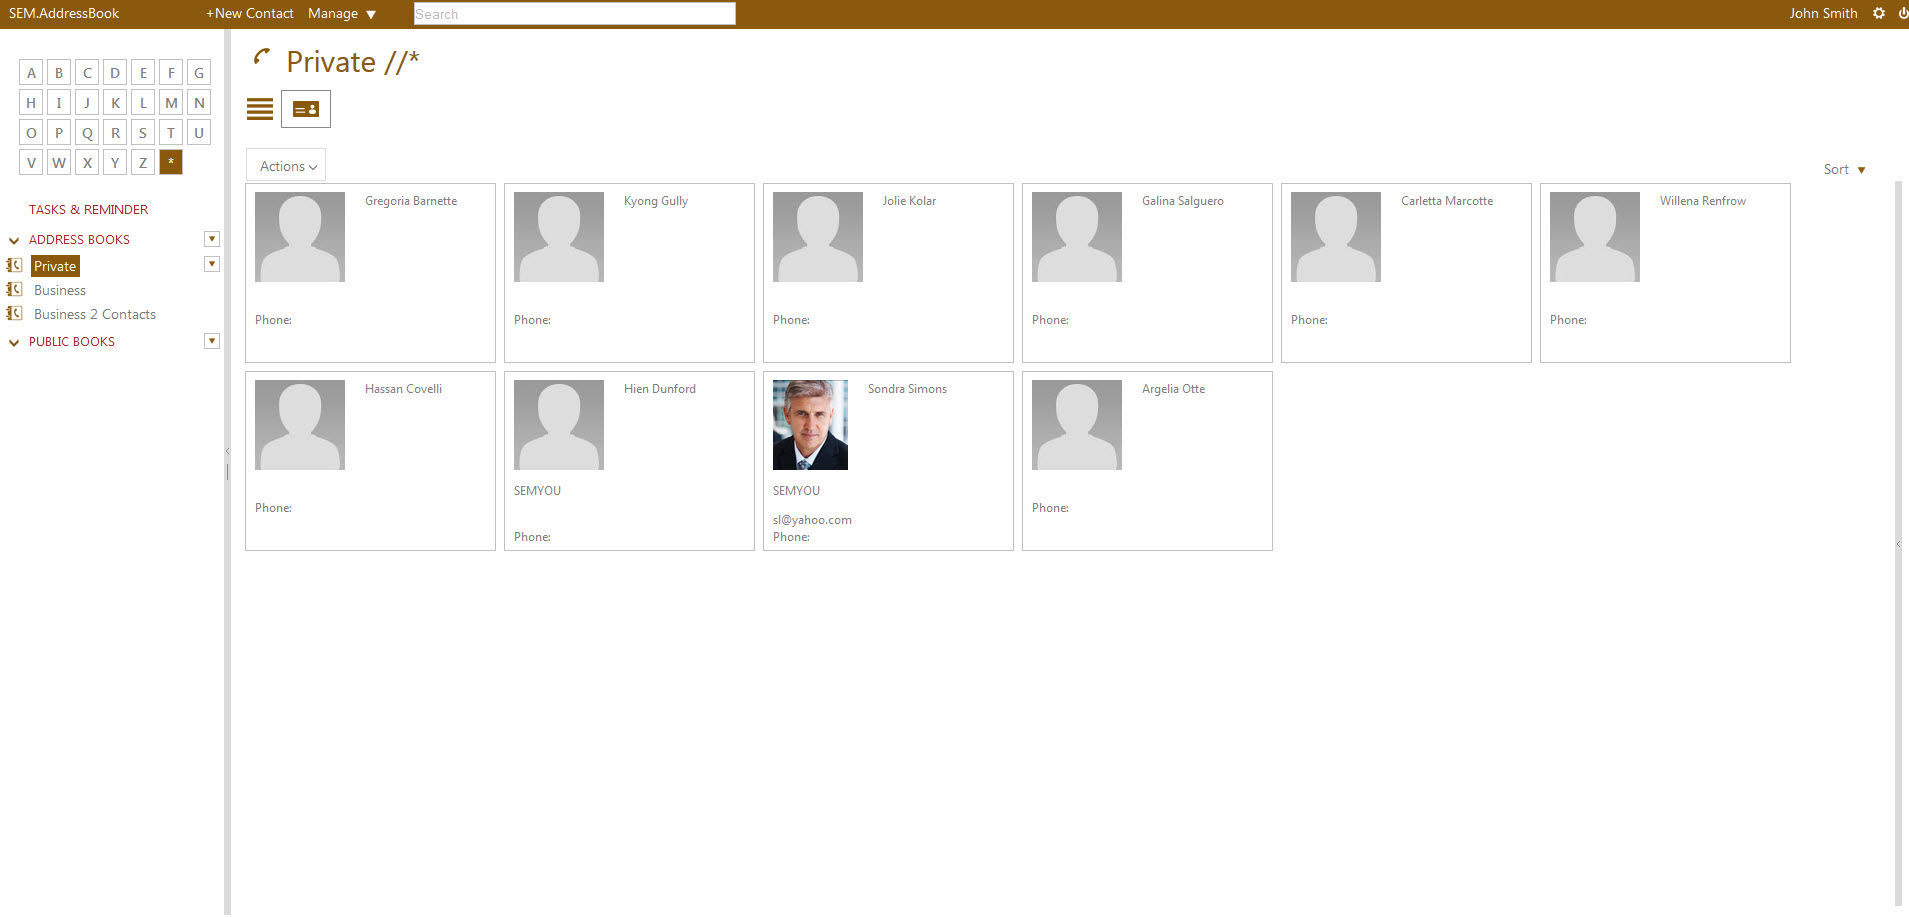 SEM.AddressBook +New Contact Manage Search John Smith
A B C D E F G
H I J K L M N
O P Q R S T U
V W X Y Z *
TASKS & REMINDER
ADDRESS BOOKS
Private
Business
Business 2 Contacts
PUBLIC BOOKS
Private //*
Actions
Sort
Gregoria Barnette
Phone:
Kyong Gully
Phone:
Jolie Kolar
Phone:
Galina Salguero
Phone:
Carletta Marcotte
Phone:
Willena Renfrow
Phone:
Hassan Covelli
Phone:
Hien Dunford
SEMYOU
Phone:
Sondra Simons
SEMYOU
sl@yahoo.com
Phone:
Argelia Otte
Phone: